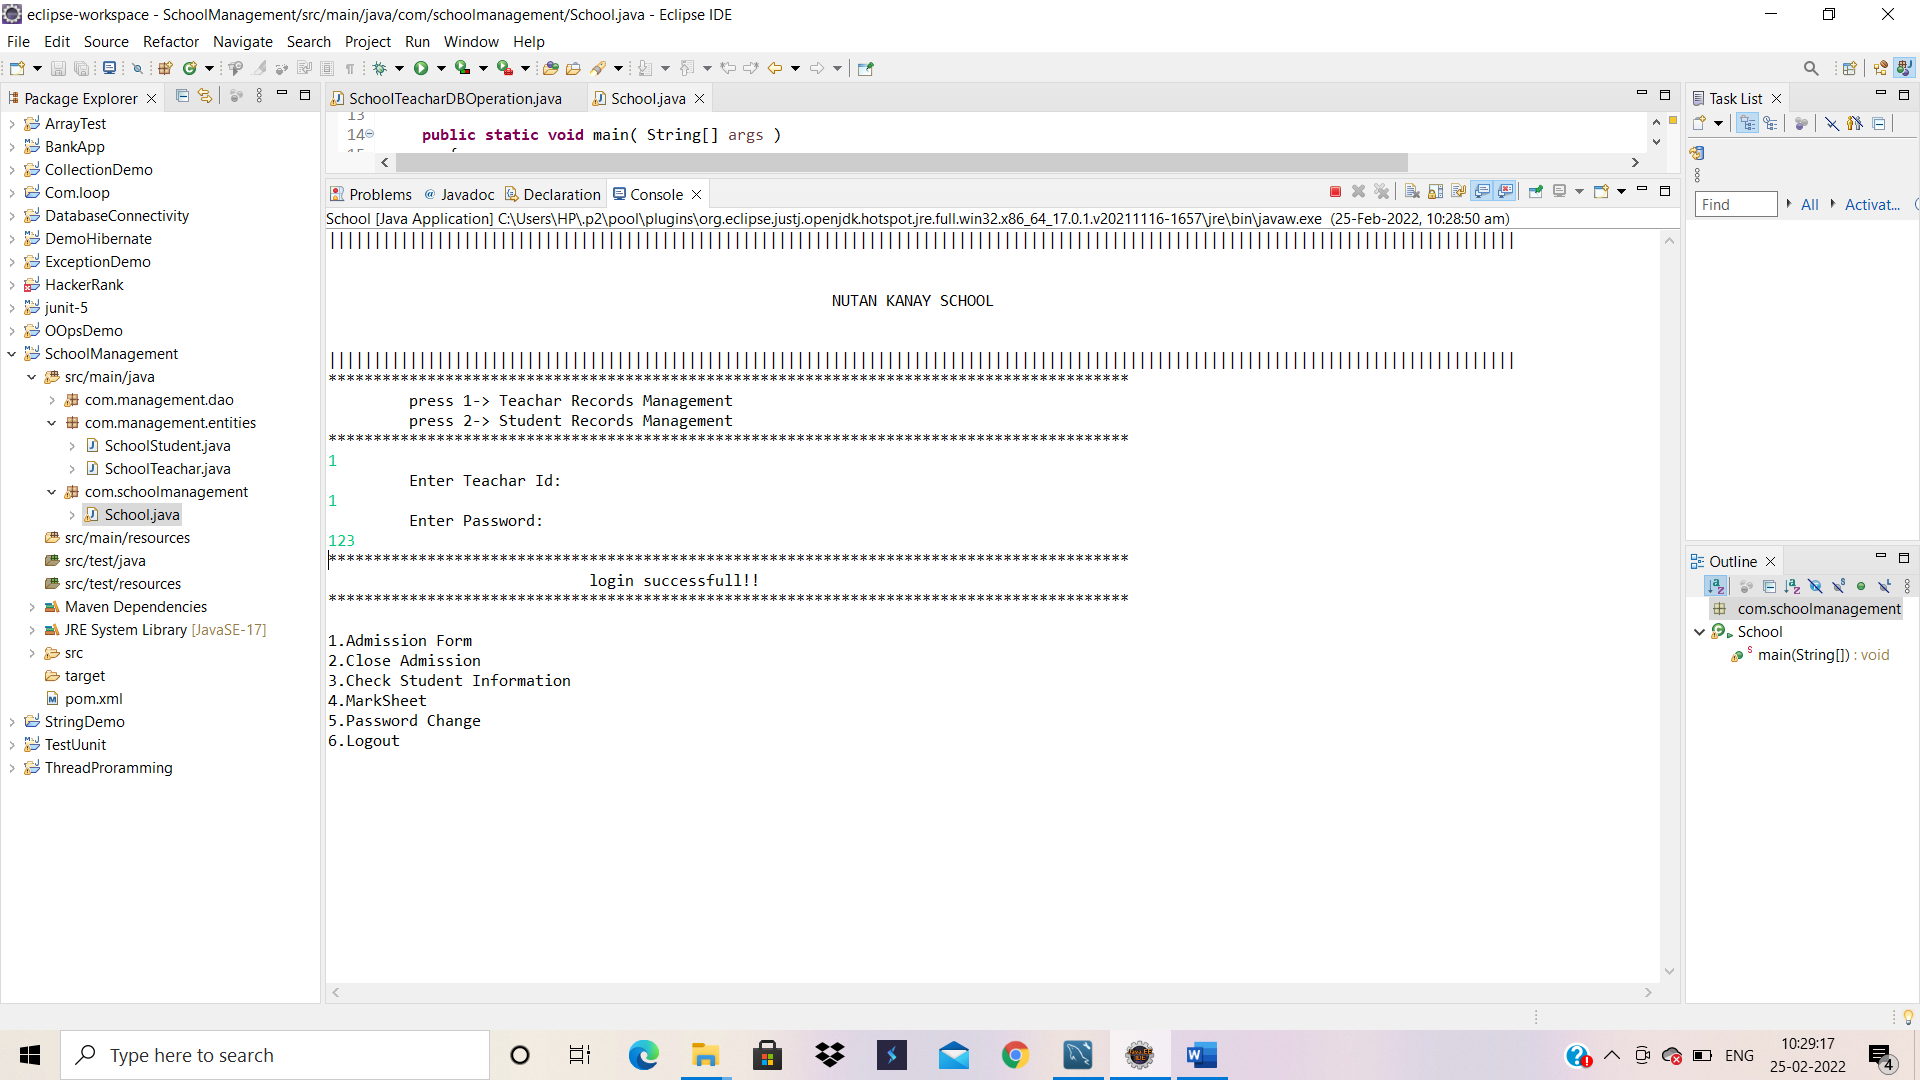 eclipse-workspace - SchoolManagement/src/main/java/com/schoolmanagement/School.java - Eclipse IDE
File Edit Source Refactor Navigate Search Project Run Window Help
Package Explorer
ArrayTest
BankApp
CollectionDemo
Com.loop
DatabaseConnectivity
DemoHibernate
ExceptionDemo
HackerRank
junit-5
OOpsDemo
SchoolManagement
src/main/java
com.management.dao
com.management.entities
SchoolStudent.java
SchoolTeachar.java
com.schoolmanagement
School.java
src/main/resources
src/test/java
src/test/resources
Maven Dependencies
JRE System Library [JavaSE-17]
src
target
pom.xml
StringDemo
TestUunit
ThreadProramming
SchoolTeacharDBOperation.java School.java
13
14 public static void main( String[] args )
Problems @ Javadoc Declaration Console
School [Java Application] C:\Users\HP\.p2\pool\plugins\org.eclipse.justj.openjdk.hotspot.jre.full.win32.x86_64_17.0.1.v20211116-1657\jre\bin\javaw.exe (25-Feb-2022, 10:28:50 am)
NUTAN KANAY SCHOOL
*****************************************************************************************
press 1-> Teachar Records Management
press 2-> Student Records Management
*****************************************************************************************
1
Enter Teachar Id:
1
Enter Password:
123
*****************************************************************************************
login successfull!!
*****************************************************************************************
1.Admission Form
2.Close Admission
3.Check Student Information
4.MarkSheet
5.Password Change
6.Logout
Task List
Find All Activat...
Outline
com.schoolmanagement
School
main(String[]) : void
Type here to search
ENG
10:29:17
25-02-2022
4